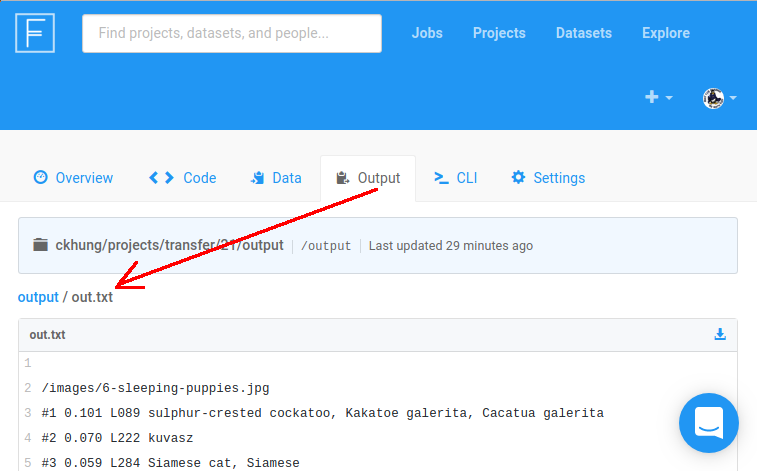 F
Find projects, datasets, and people...
Jobs Projects Datasets Explore
Overview Code Data Output CLI Settings
ckhung/projects/transfer/21/output /output Last updated 29 minutes ago
output / out.txt
out.txt
1
2 /images/6-sleeping-puppies.jpg
3 #1 0.101 L089 sulphur-crested cockatoo, Kakatoe galerita, Cacatua galerita
4 #2 0.070 L222 kuvasz
5 #3 0.059 L284 Siamese cat, Siamese